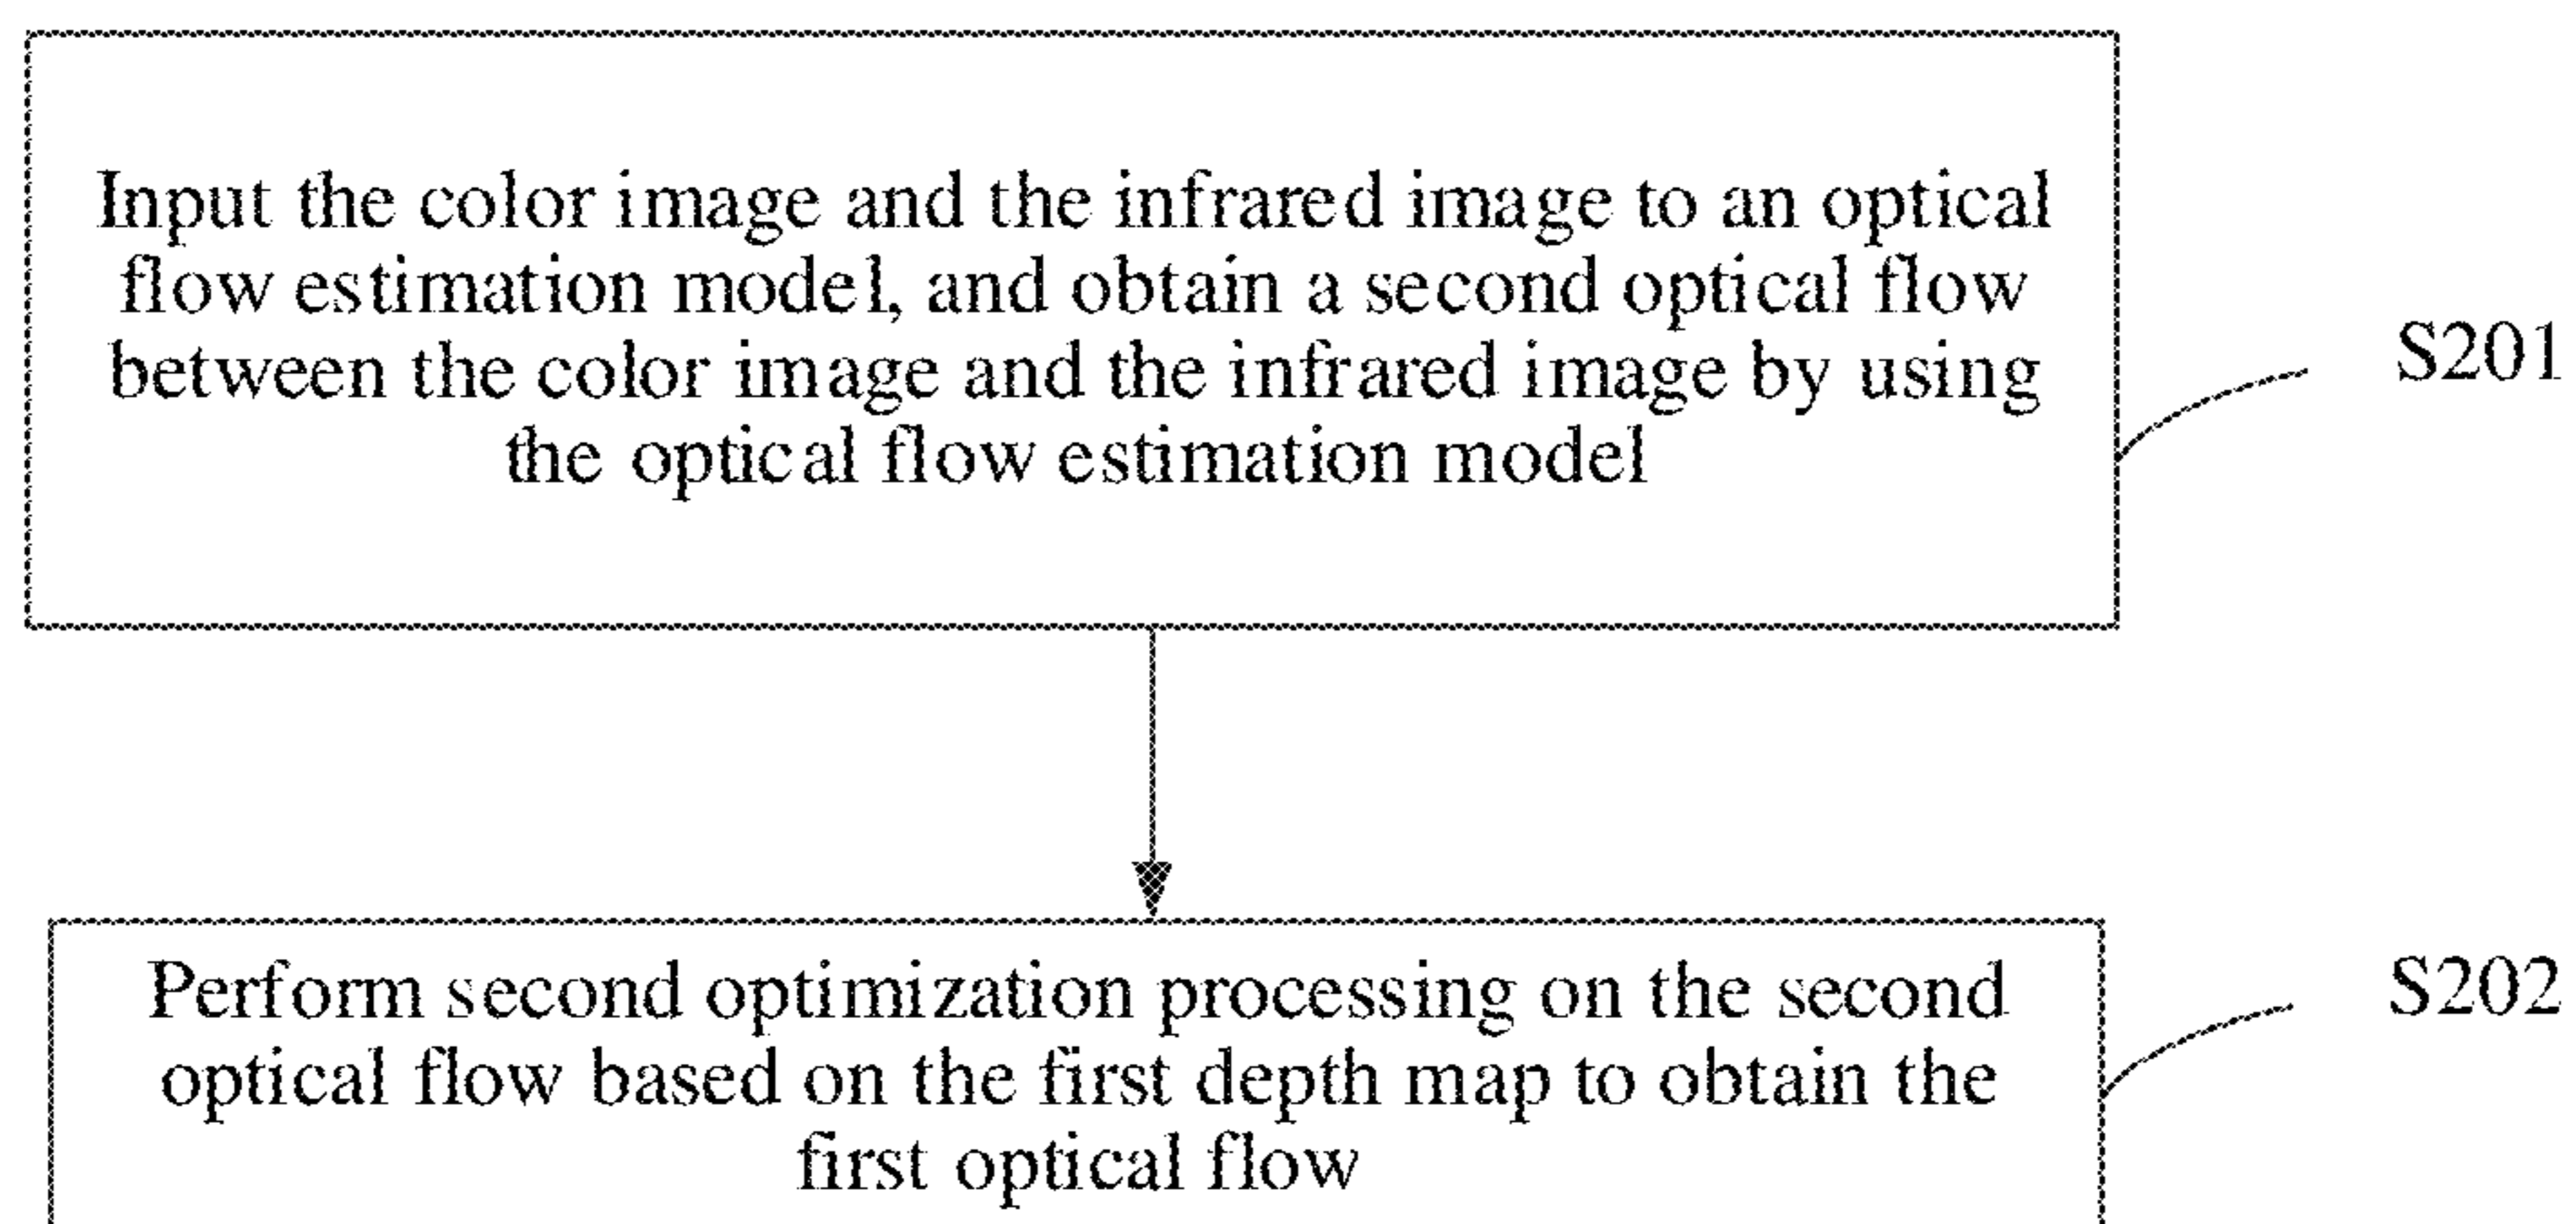 Input the color image and the infrared image to an optical
flow estimation model, and obtain a second optical flow
between the color image and the infrared image by using
the optical flow estimation model
S201
Perform second optimization processing on the second
optical flow based on the first depth map to obtain the
first optical flow
S202